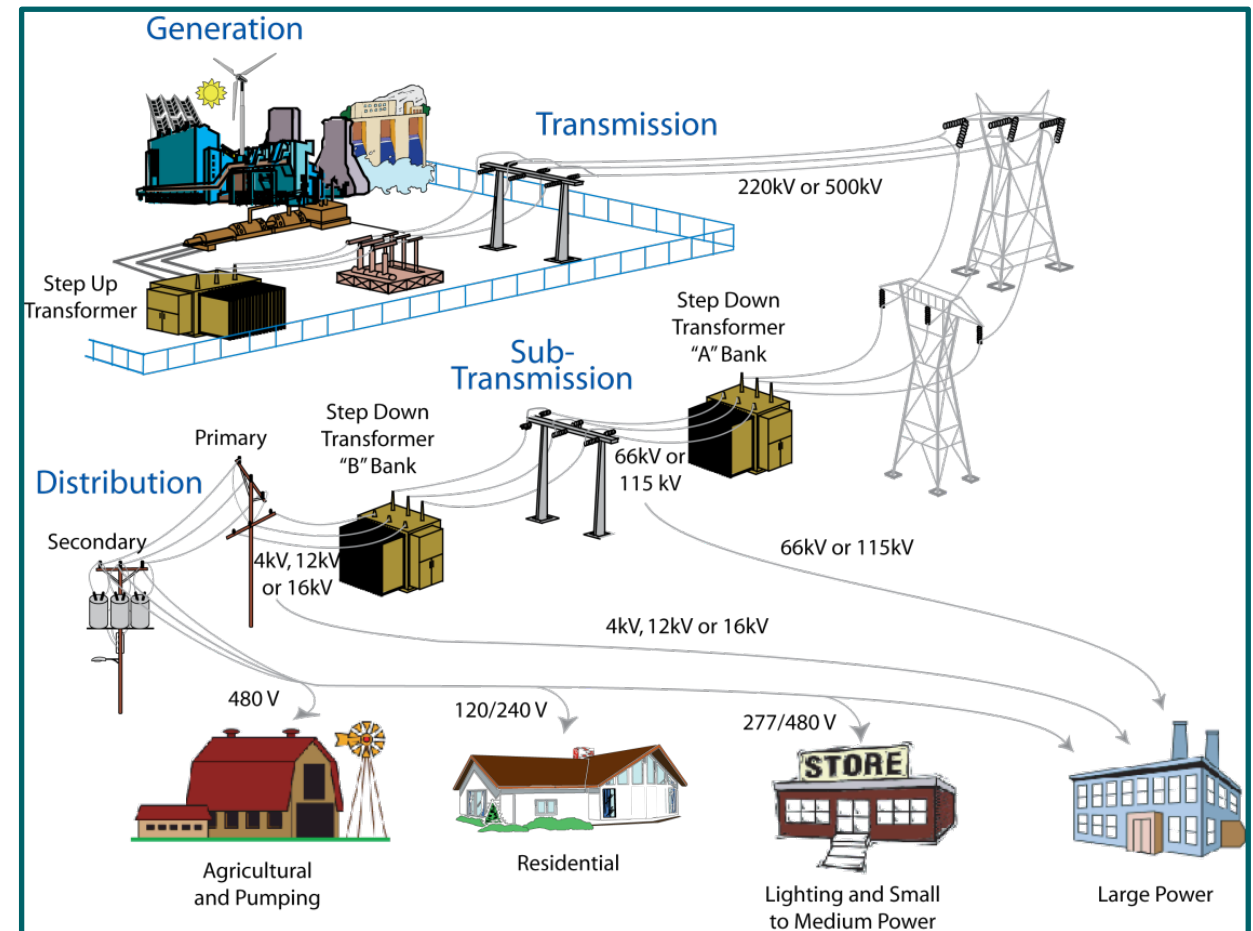 Generation
Transmission
220kV or 500kV
Step Up
Transformer
Step Down
Transformer
“A” Bank
Sub-
Transmission
Step Down
Transformer
“B” Bank
66kV or
115 kV
Primary
Distribution
Secondary
4kV, 12kV
or 16kV
66kV or 115kV
4kV, 12kV or 16kV
480 V
120/240 V
277/480 V
STORE
Agricultural
and Pumping
Residential
Lighting and Small
to Medium Power
Large Power